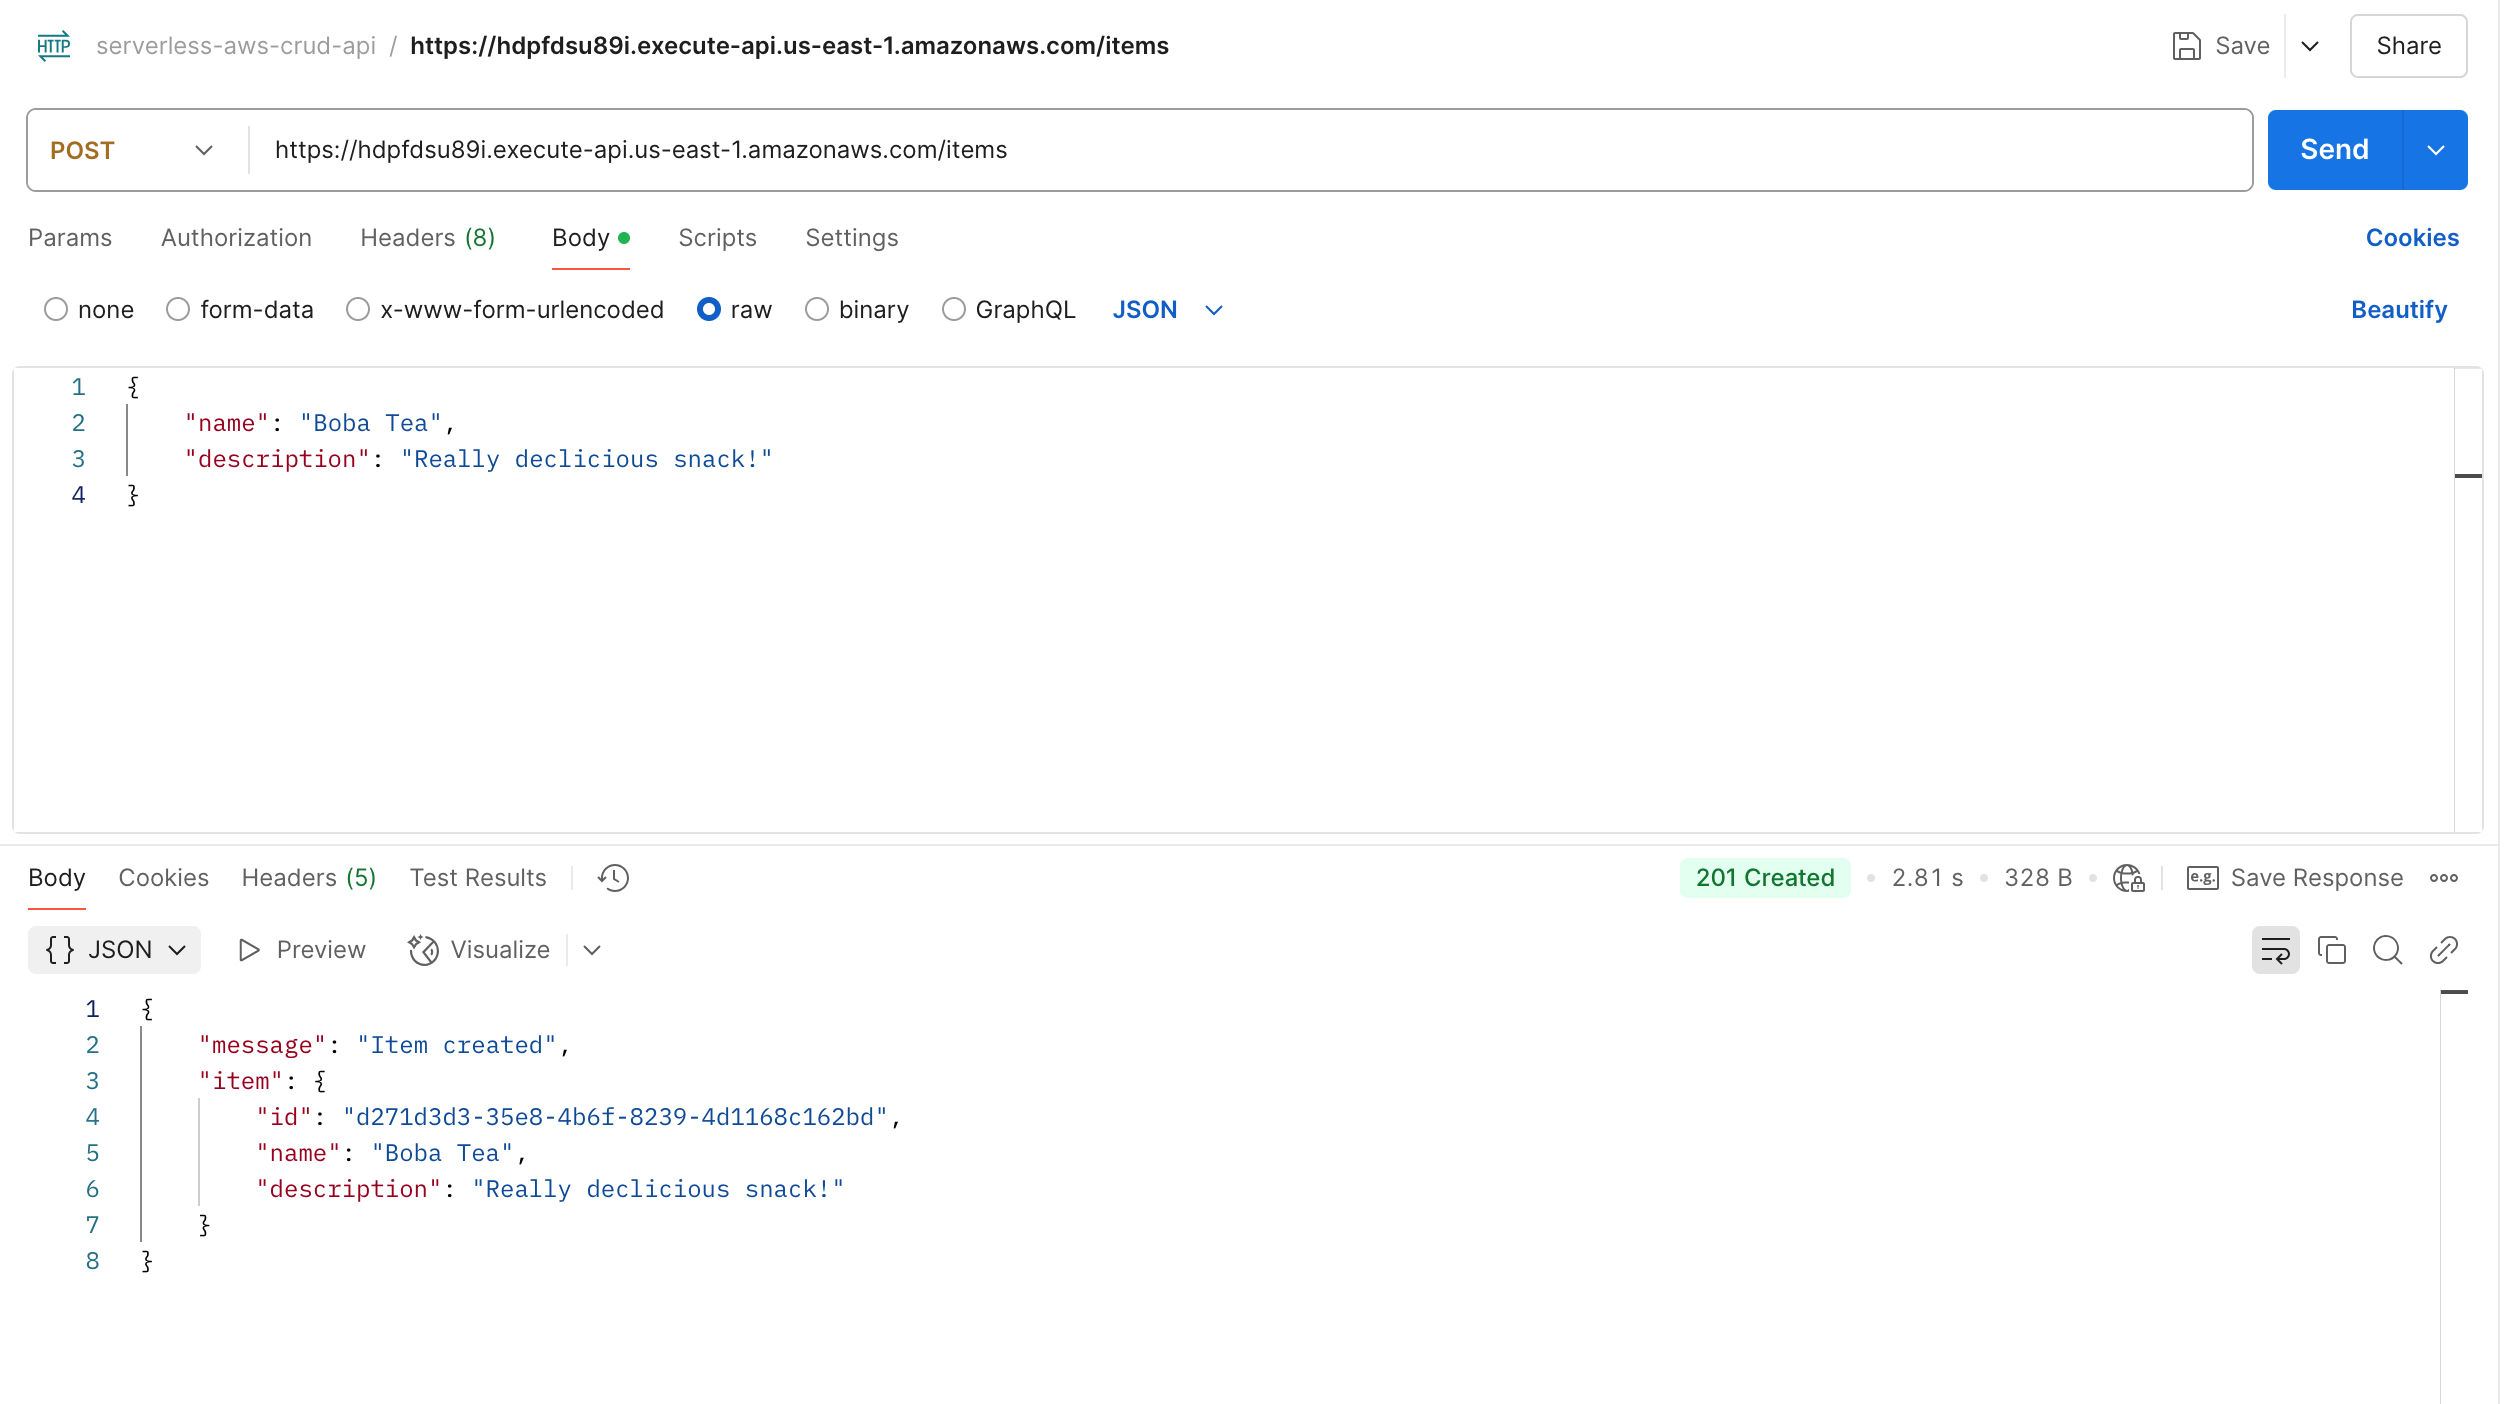 HTTP serverless-aws-crud-api / https://hdpfdsu89i.execute-api.us-east-1.amazonaws.com/items Save Share
POST https://hdpfdsu89i.execute-api.us-east-1.amazonaws.com/items Send
Params Authorization Headers (8) Body Scripts Settings Cookies
none form-data x-www-form-urlencoded raw binary GraphQL JSON Beautify
1 {
2 "name": "Boba Tea",
3 "description": "Really declicious snack!"
4 }
Body Cookies Headers (5) Test Results 201 Created 2.81 s 328 B e.g. Save Response
{} JSON Preview Visualize
1 {
2 "message": "Item created",
3 "item": {
4 "id": "d271d3d3-35e8-4b6f-8239-4d1168c162bd",
5 "name": "Boba Tea",
6 "description": "Really declicious snack!"
7 }
8 }